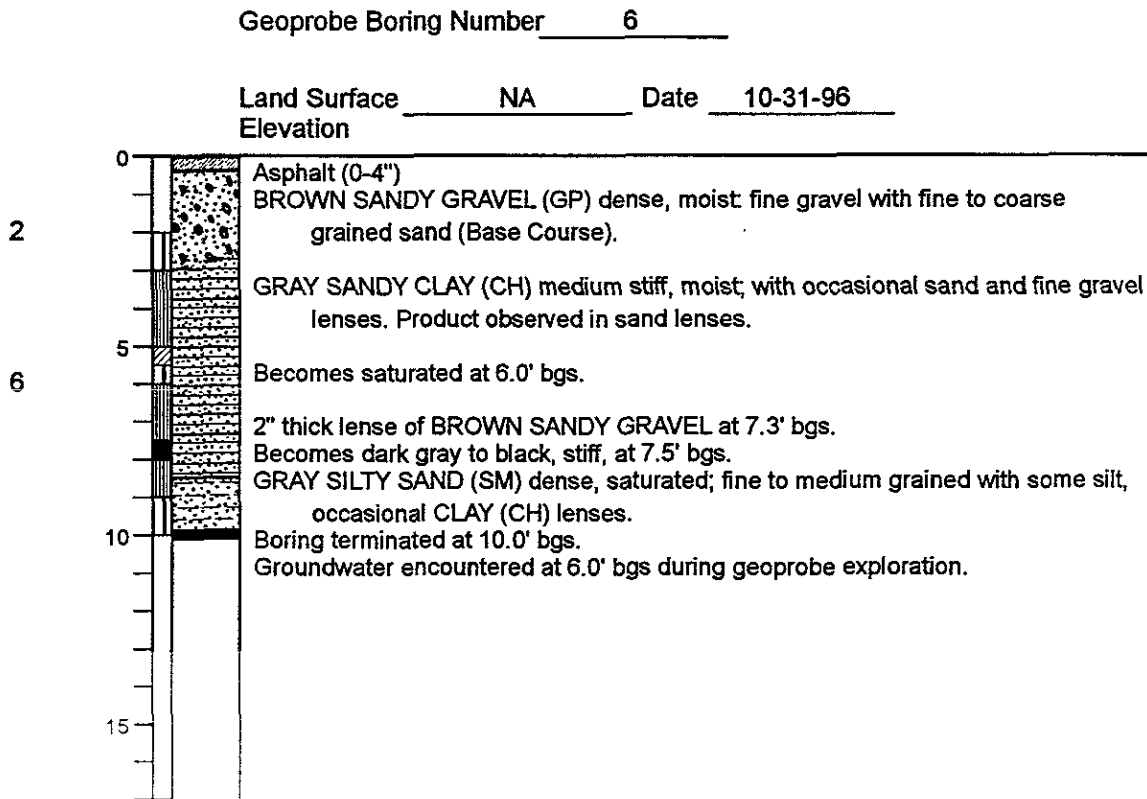 Geoprobe Boring Number 6
Land Surface NA Date 10-31-96
Elevation
0
Asphalt (0-4")
BROWN SANDY GRAVEL (GP) dense, moist: fine gravel with fine to coarse
2
grained sand (Base Course).
GRAY SANDY CLAY (CH) medium stiff, moist; with occasional sand and fine gravel
lenses. Product observed in sand lenses.
5
6
Becomes saturated at 6.0' bgs.
2" thick lense of BROWN SANDY GRAVEL at 7.3' bgs.
Becomes dark gray to black, stiff, at 7.5' bgs.
GRAY SILTY SAND (SM) dense, saturated; fine to medium grained with some silt,
occasional CLAY (CH) lenses.
10
Boring terminated at 10.0' bgs.
Groundwater encountered at 6.0' bgs during geoprobe exploration.
15